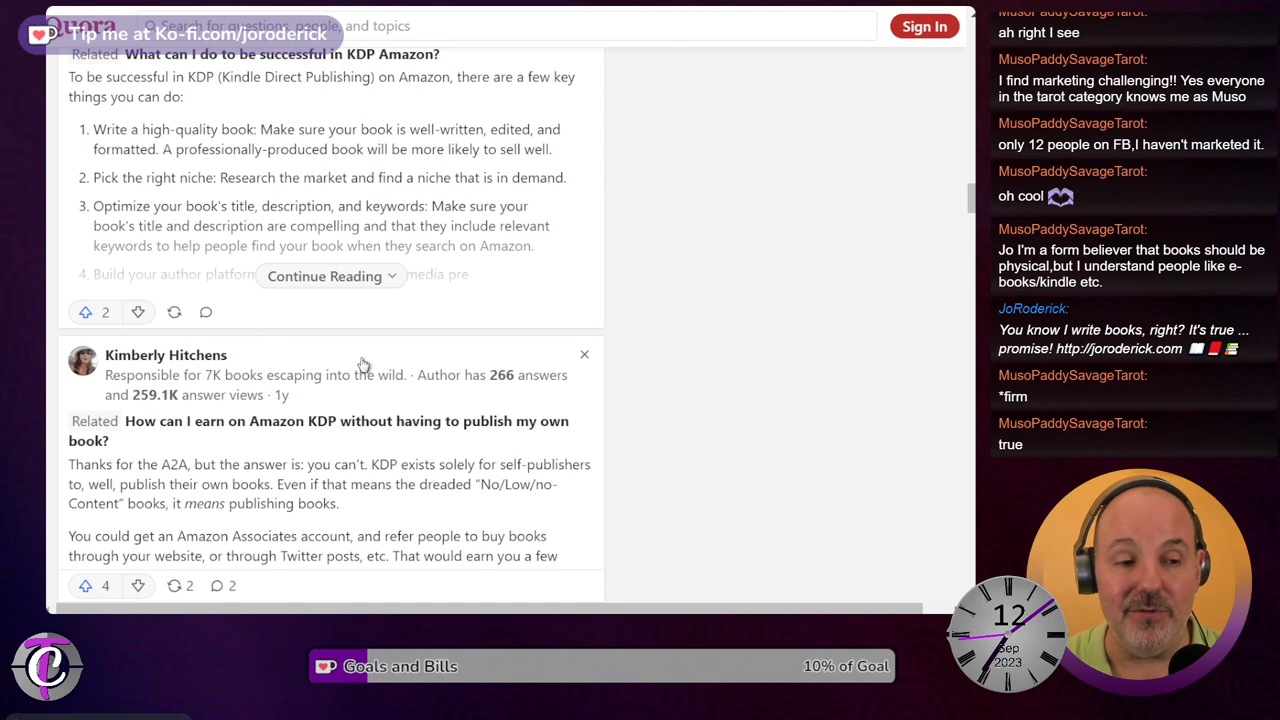 Quora
Search for questions, people, and topics
Sign In
Tip me at Ko-fi.com/joroderick
Related What can I do to be successful in KDP Amazon?
To be successful in KDP (Kindle Direct Publishing) on Amazon, there are a few key
things you can do:
1. Write a high-quality book: Make sure your book is well-written, edited, and
formatted. A professionally-produced book will be more likely to sell well.
2. Pick the right niche: Research the market and find a niche that is in demand.
3. Optimize your book's title, description, and keywords: Make sure your
book's title and description are compelling and that they include relevant
keywords to help people find your book when they search on Amazon.
4. Build your author platform
Continue Reading
media pre
2
Kimberly Hitchens
Responsible for 7K books escaping into the wild. · Author has 266 answers
and 259.1K answer views · 1y
Related How can I earn on Amazon KDP without having to publish my own
book?
Thanks for the A2A, but the answer is: you can't. KDP exists solely for self-publishers
to, well, publish their own books. Even if that means the dreaded “No/Low/no-
Content” books, it means publishing books.
You could get an Amazon Associates account, and refer people to buy books
through your website, or through Twitter posts, etc. That would earn you a few
4 2 2
MusoPaddySavageTarot:
ah right I see
MusoPaddySavageTarot:
I find marketing challenging!! Yes everyone
in the tarot category knows me as Muso
MusoPaddySavageTarot:
only 12 people on FB,I haven't marketed it.
MusoPaddySavageTarot:
oh cool
MusoPaddySavageTarot:
Jo I'm a form believer that books should be
physical,but I understand people like e-
books/kindle etc.
JoRoderick:
You know I write books, right? It's true ...
promise! http://joroderick.com
MusoPaddySavageTarot:
*firm
MusoPaddySavageTarot:
true
12
Sep
2023
Goals and Bills
10% of Goal